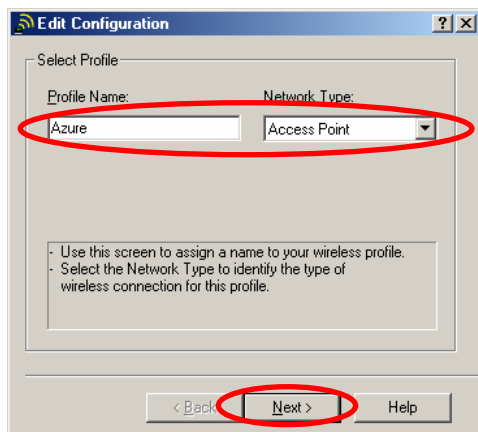 Edit Configuration ? X
Select Profile
Profile Name: Network Type:
Azure Access Point
- Use this screen to assign a name to your wireless profile.
- Select the Network Type to identify the type of
wireless connection for this profile.
< Back Next > Help